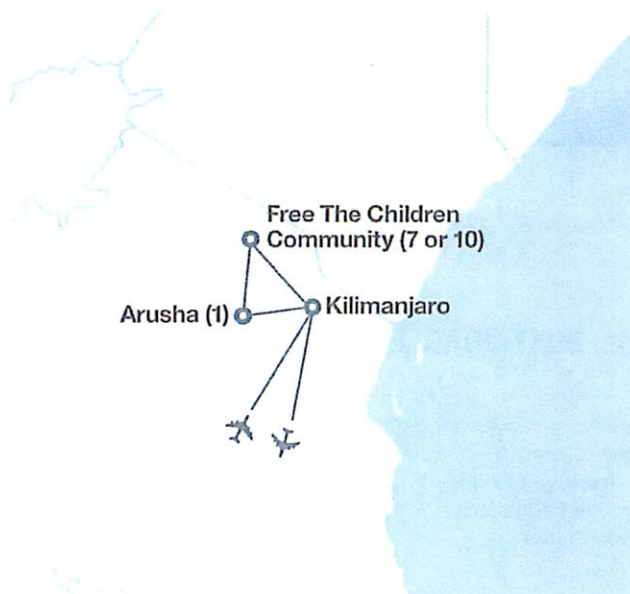 Free The Children
Community (7 or 10)
Arusha (1)
Kilimanjaro